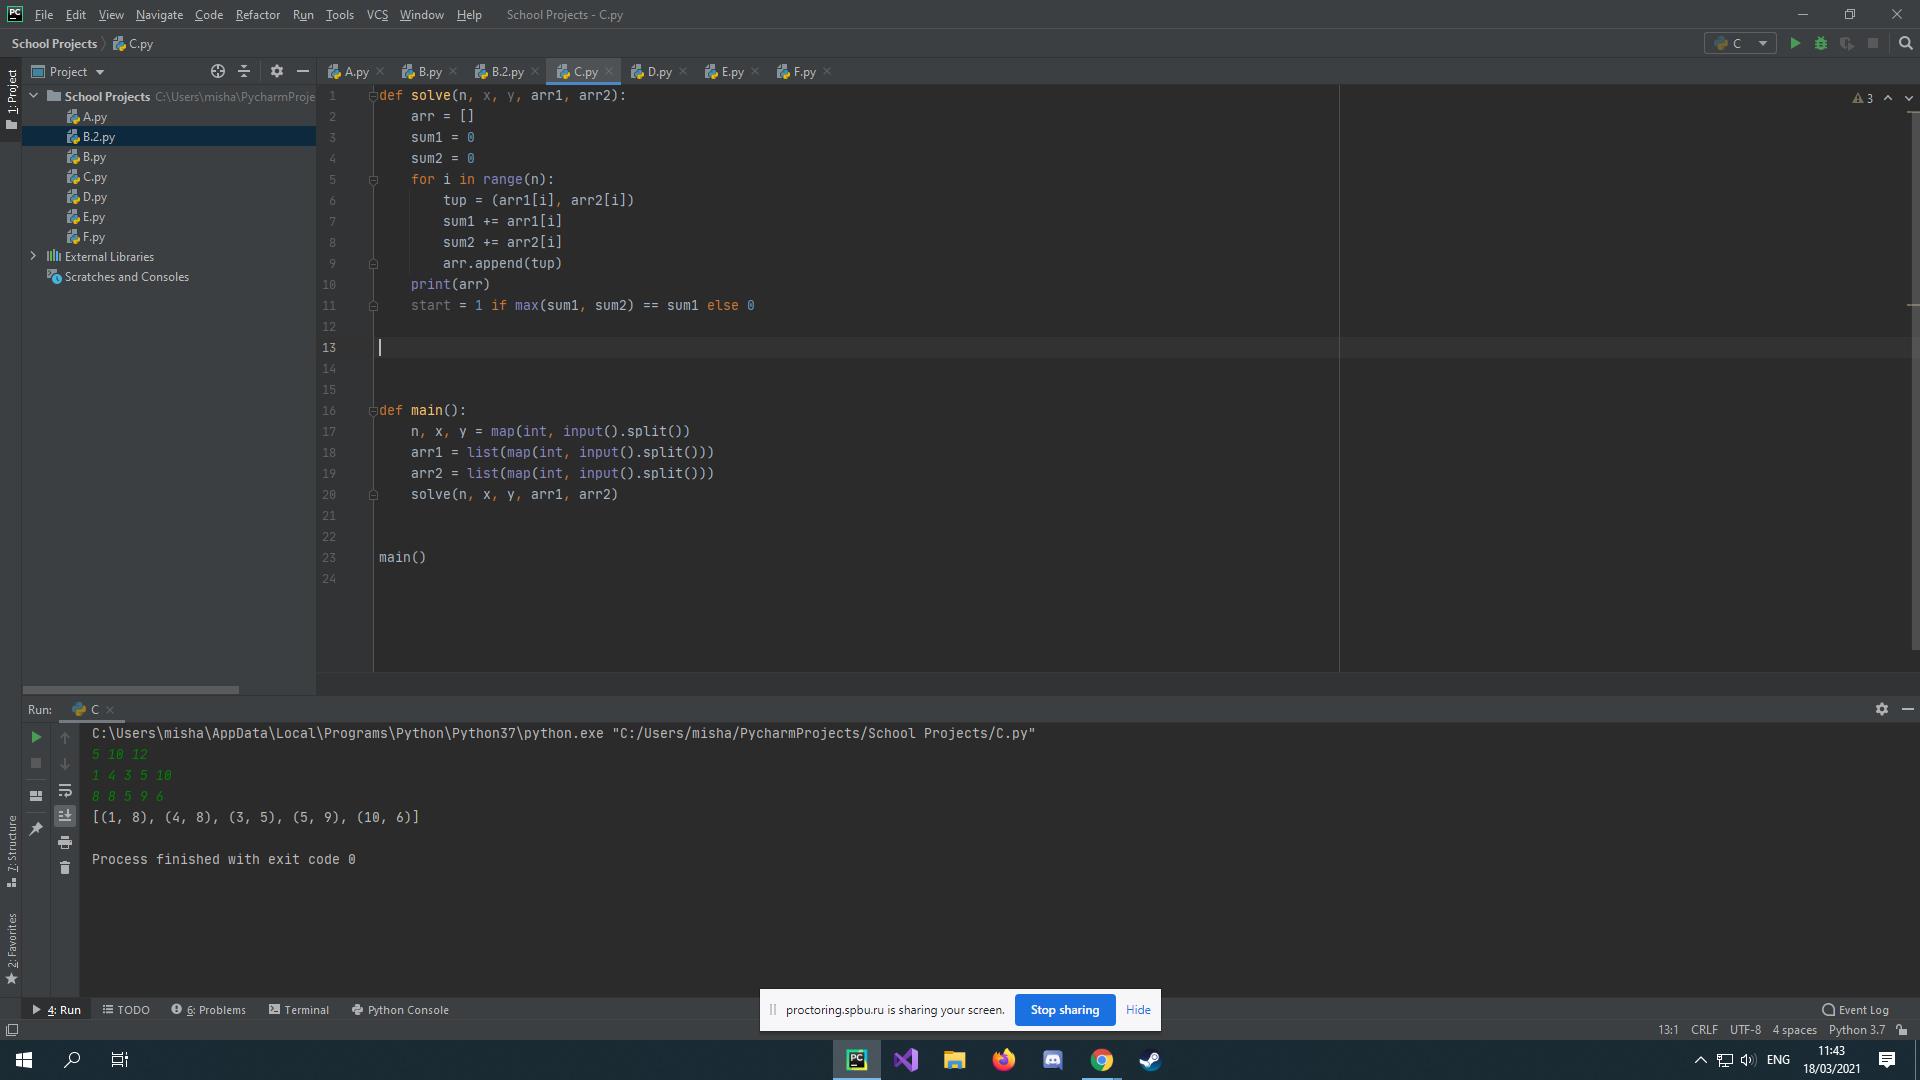 File Edit View Navigate Code Refactor Run Tools VCS Window Help School Projects - C.py
School Projects C.py C
1: Project
Project
A.py B.py B.2.py C.py D.py E.py F.py
School Projects C:\Users\misha\PycharmProje
A.py
B.2.py
B.py
C.py
D.py
E.py
F.py
External Libraries
Scratches and Consoles
3
1 def solve(n, x, y, arr1, arr2):
2 arr = []
3 sum1 = 0
4 sum2 = 0
5 for i in range(n):
6 tup = (arr1[i], arr2[i])
7 sum1 += arr1[i]
8 sum2 += arr2[i]
9 arr.append(tup)
10 print(arr)
11 start = 1 if max(sum1, sum2) == sum1 else 0
12
13
14
15
16 def main():
17 n, x, y = map(int, input().split())
18 arr1 = list(map(int, input().split()))
19 arr2 = list(map(int, input().split()))
20 solve(n, x, y, arr1, arr2)
21
22
23 main()
24
Run: C
C:\Users\misha\AppData\Local\Programs\Python\Python37\python.exe "C:/Users/misha/PycharmProjects/School Projects/C.py"
5 10 12
1 4 3 5 10
8 8 5 9 6
[(1, 8), (4, 8), (3, 5), (5, 9), (10, 6)]
Process finished with exit code 0
7: Structure
2: Favorites
4: Run TODO 6: Problems Terminal Python Console Event Log
proctoring.spbu.ru is sharing your screen. Stop sharing Hide
13:1 CRLF UTF-8 4 spaces Python 3.7
ENG
11:43
18/03/2021